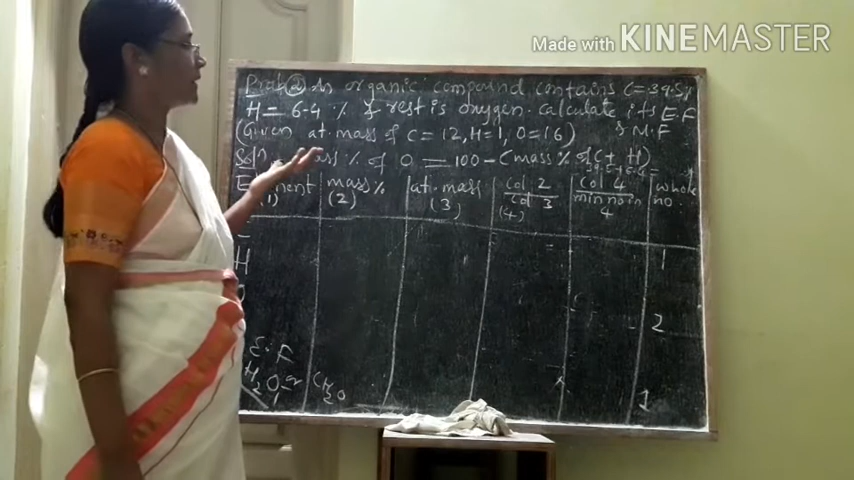 Made with KINEMASTER
Prob ② An organic compound contains C = 39.5%
H = 6.4 % & rest is oxygen. calculate its E.F
(Given at. mass of C = 12, H = 1, O = 16) & M.F
Soln mass % of O = 100 - (mass % of C + H)
Element mass% at. mass Col 2 Col 4 whole
(1) (2) (3) Col 3 min no in no.
(4) 4
1
H
2
E.F
H2O CH2O 1